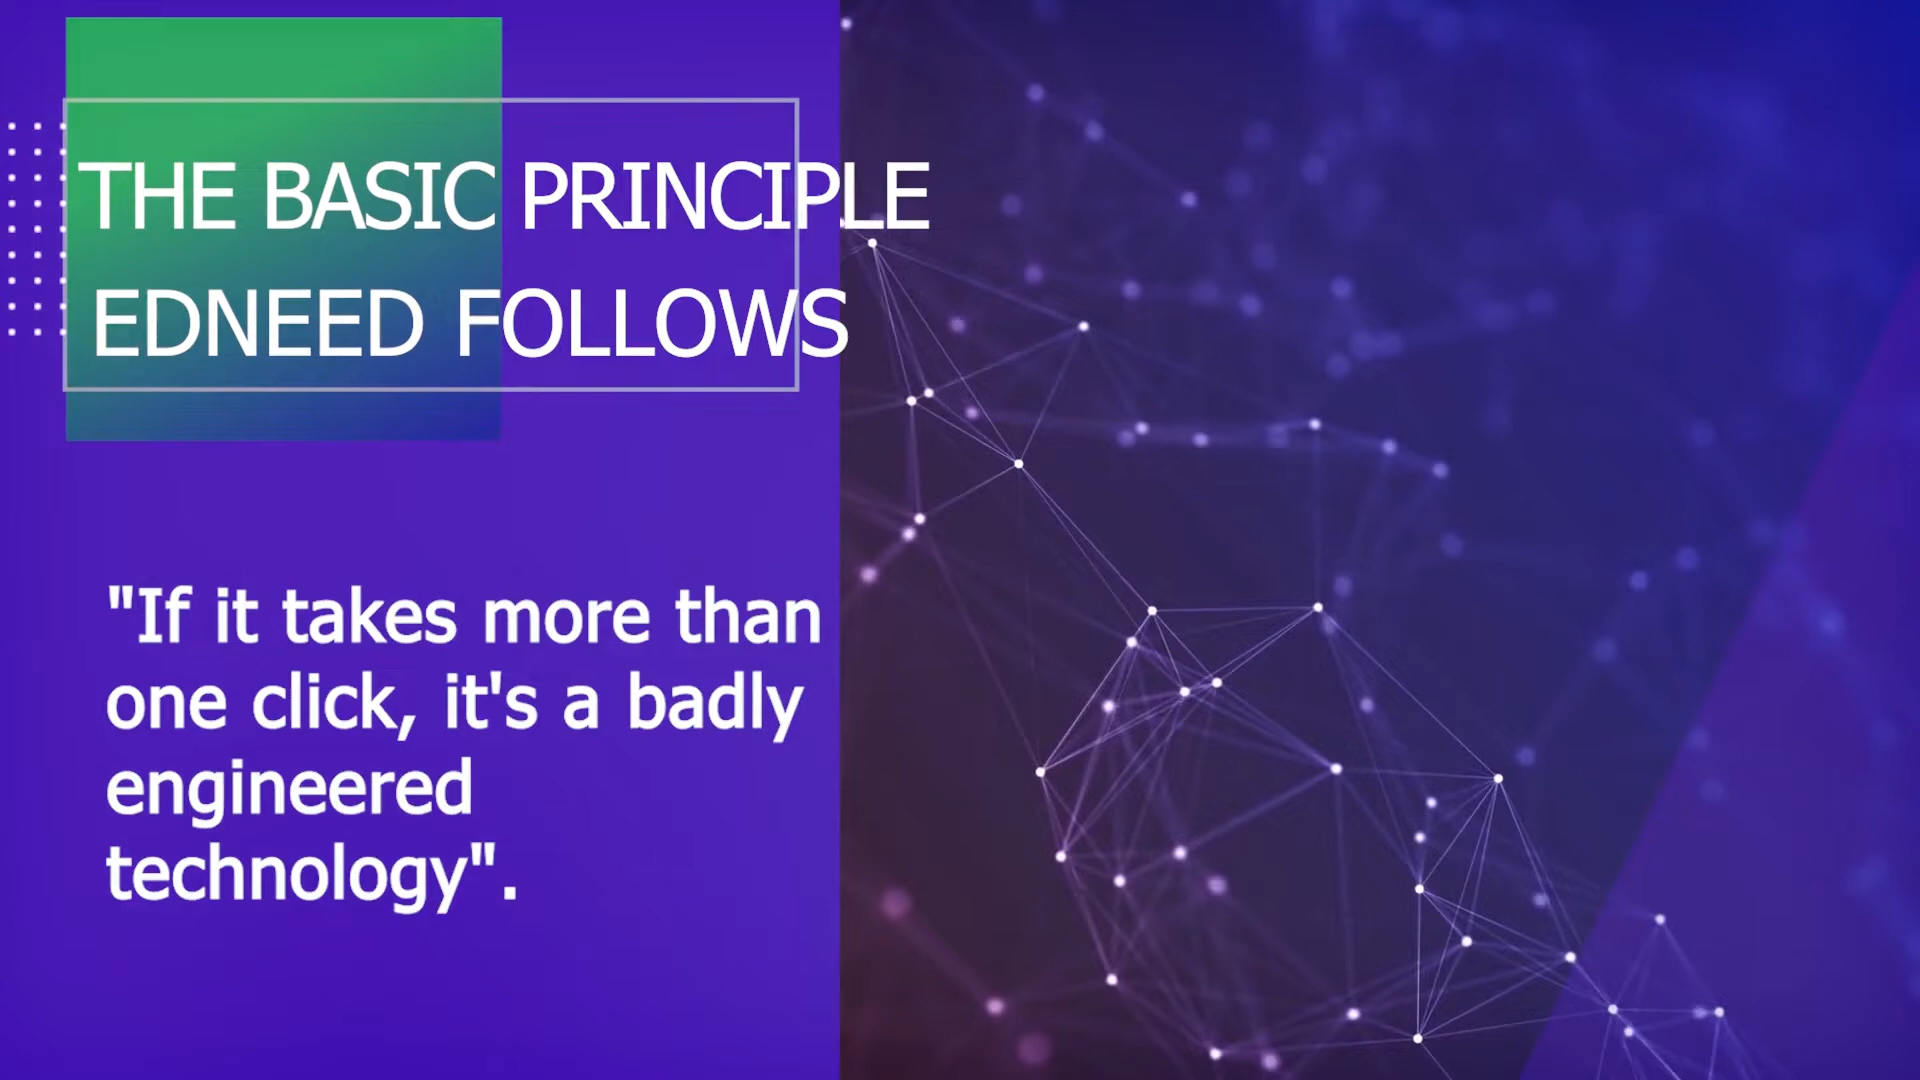 THE BASIC PRINCIPLE
EDNEED FOLLOWS
"If it takes more than
one click, it's a badly
engineered
technology".